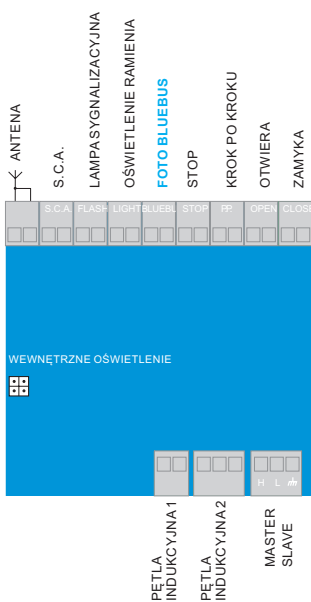 ANTENA
S.C.A.
LAMPA SYGNALIZACYJNA
OŚWIETLENIE RAMIENIA
FOTO BLUEBUS
STOP
KROK PO KROKU
OTWIERA
ZAMYKA
S.C.A. FLASH LIGHT BLUEBU STOP PP. OPEN CLOSE
WEWNĘTRZNE OŚWIETLENIE
H L
PĘTLA
INDUKCYJNA 1
PĘTLA
INDUKCYJNA 2
MASTER
SLAVE